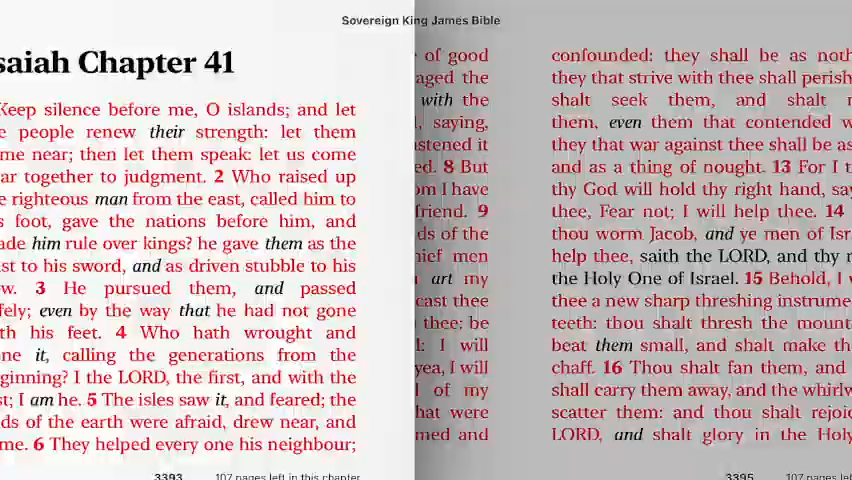 Sovereign King James Bible
saiah Chapter 41
Keep silence before me, O islands; and let
e people renew their strength: let them
me near; then let them speak: let us come
ar together to judgment. 2 Who raised up
e righteous man from the east, called him to
s foot, gave the nations before him, and
ade him rule over kings? he gave them as the
st to his sword, and as driven stubble to his
w. 3 He pursued them, and passed
fely; even by the way that he had not gone
th his feet. 4 Who hath wrought and
ne it, calling the generations from the
ginning? I the LORD, the first, and with the
st; I am he. 5 The isles saw it, and feared; the
ds of the earth were afraid, drew near, and
me. 6 They helped every one his neighbour;
3393 107 pages left in this chapter
of good
aged the
with the
, saying,
stened it
ed. 8 But
om I have
friend. 9
ds of the
hief men
art my
cast thee
thee; be
l: I will
yea, I will
l of my
hat were
med and
confounded: they shall be as noth
they that strive with thee shall perish
shalt seek them, and shalt n
them, even them that contended w
they that war against thee shall be as
and as a thing of nought. 13 For I t
thy God will hold thy right hand, say
thee, Fear not; I will help thee. 14
thou worm Jacob, and ye men of Isr
help thee, saith the LORD, and thy r
the Holy One of Israel. 15 Behold, I w
thee a new sharp threshing instrume
teeth: thou shalt thresh the mounta
beat them small, and shalt make th
chaff. 16 Thou shalt fan them, and
shall carry them away, and the whirlw
scatter them: and thou shalt rejoic
LORD, and shalt glory in the Holy
3395 107 pages lef